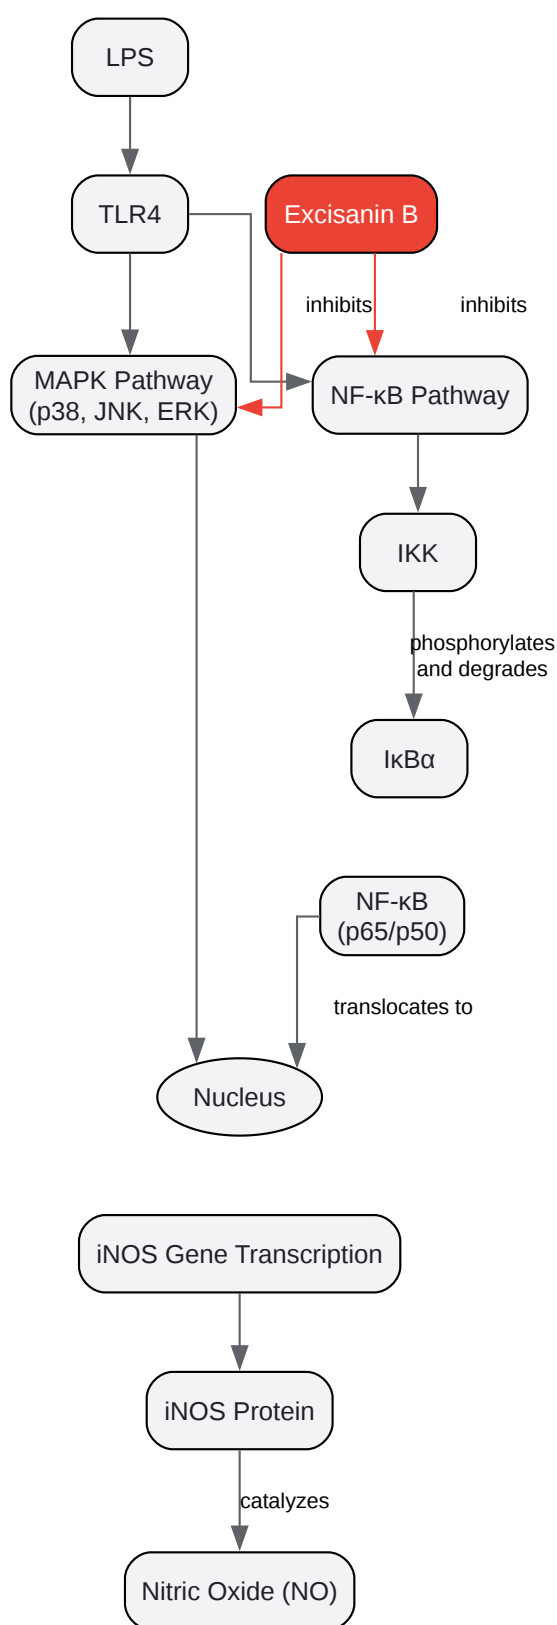 LPS
TLR4
Excisanin B
inhibits
inhibits
MAPK Pathway
(p38, JNK, ERK)
NF-κB Pathway
IKK
phosphorylates
and degrades
IκBα
NF-κB
(p65/p50)
translocates to
Nucleus
iNOS Gene Transcription
iNOS Protein
catalyzes
Nitric Oxide (NO)